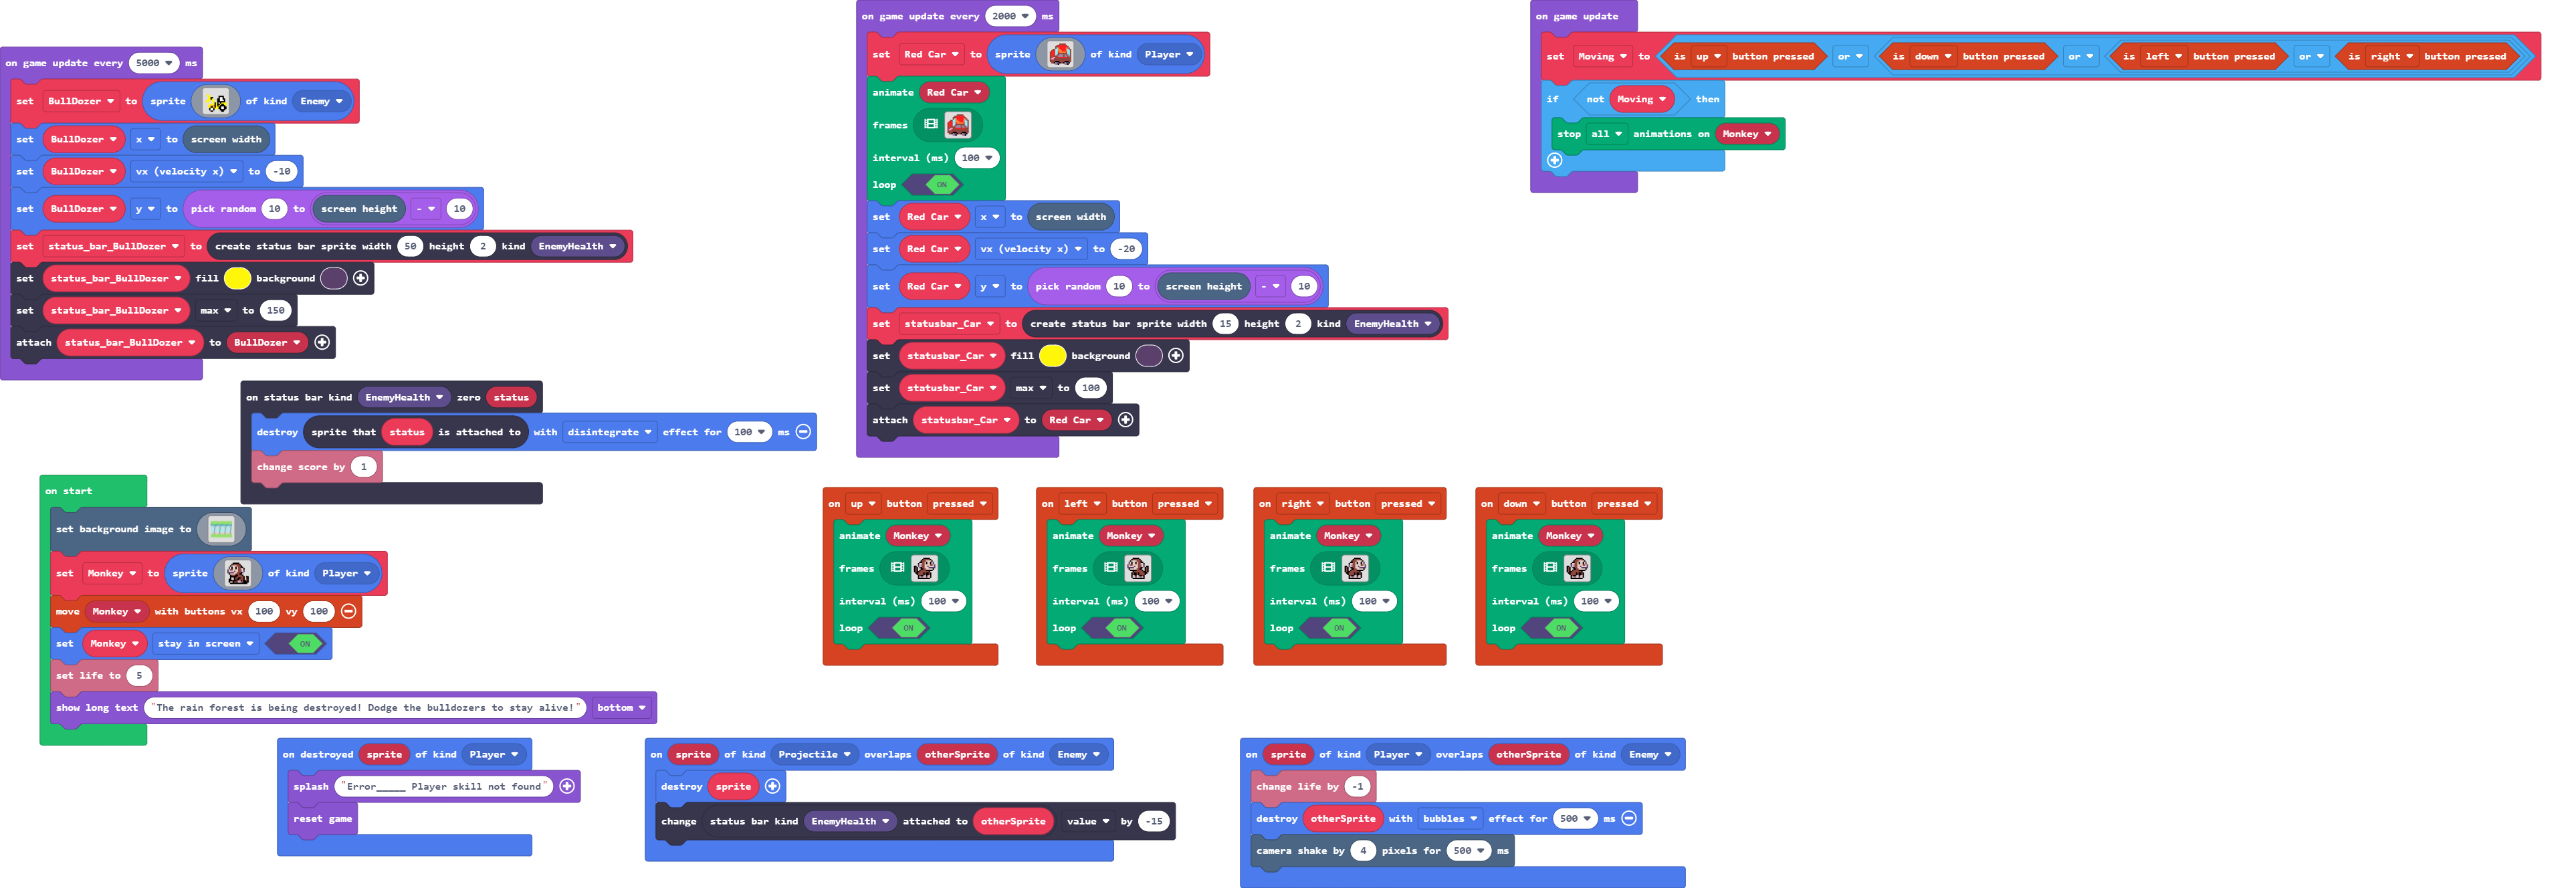 on game update every 5000 ms
set BullDozer to sprite of kind Enemy
set BullDozer x to screen width
set BullDozer vx (velocity x) to -10
set BullDozer y to pick random 10 to screen height - 10
set status_bar_BullDozer to create status bar sprite width 50 height 2 kind EnemyHealth
set status_bar_BullDozer fill background
set status_bar_BullDozer max to 150
attach status_bar_BullDozer to BullDozer
on game update every 2000 ms
set Red Car to sprite of kind Player
animate Red Car
frames
interval (ms) 100
loop ON
set Red Car x to screen width
set Red Car vx (velocity x) to -20
set Red Car y to pick random 10 to screen height - 10
set statusbar_Car to create status bar sprite width 15 height 2 kind EnemyHealth
set statusbar_Car fill background
set statusbar_Car max to 100
attach statusbar_Car to Red Car
on game update
set Moving to is up button pressed or is down button pressed or is left button pressed or is right button pressed
if not Moving then
stop all animations on Monkey
on status bar kind EnemyHealth zero status
destroy sprite that status is attached to with disintegrate effect for 100 ms
change score by 1
on start
set background image to
set Monkey to sprite of kind Player
move Monkey with buttons vx 100 vy 100
set Monkey stay in screen ON
set life to 5
show long text "The rain forest is being destroyed! Dodge the bulldozers to stay alive!" bottom
on up button pressed
animate Monkey
frames
interval (ms) 100
loop ON
on left button pressed
animate Monkey
frames
interval (ms) 100
loop ON
on right button pressed
animate Monkey
frames
interval (ms) 100
loop ON
on down button pressed
animate Monkey
frames
interval (ms) 100
loop ON
on destroyed sprite of kind Player
splash "Error_____ Player skill not found"
reset game
on sprite of kind Projectile overlaps otherSprite of kind Enemy
destroy sprite
change status bar kind EnemyHealth attached to otherSprite value by -15
on sprite of kind Player overlaps otherSprite of kind Enemy
change life by -1
destroy otherSprite with bubbles effect for 500 ms
camera shake by 4 pixels for 500 ms